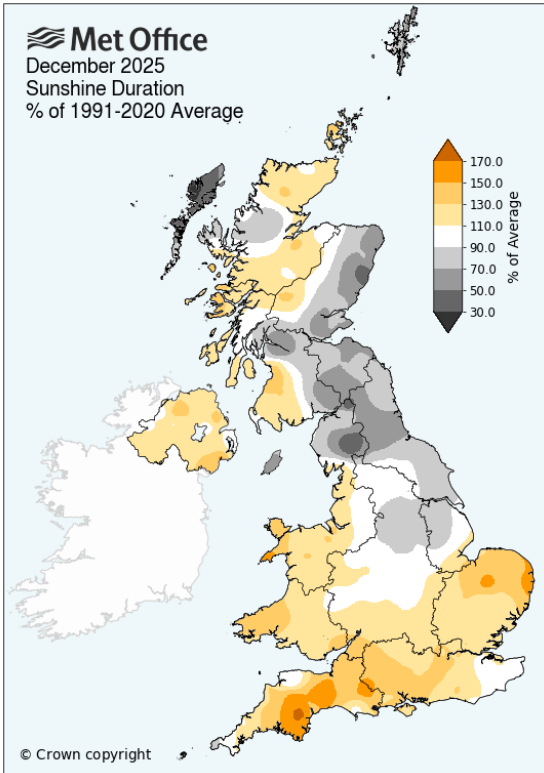 Met Office
December 2025
Sunshine Duration
% of 1991-2020 Average
170.0
150.0
130.0
110.0
90.0
70.0
50.0
30.0
% of Average
© Crown copyright